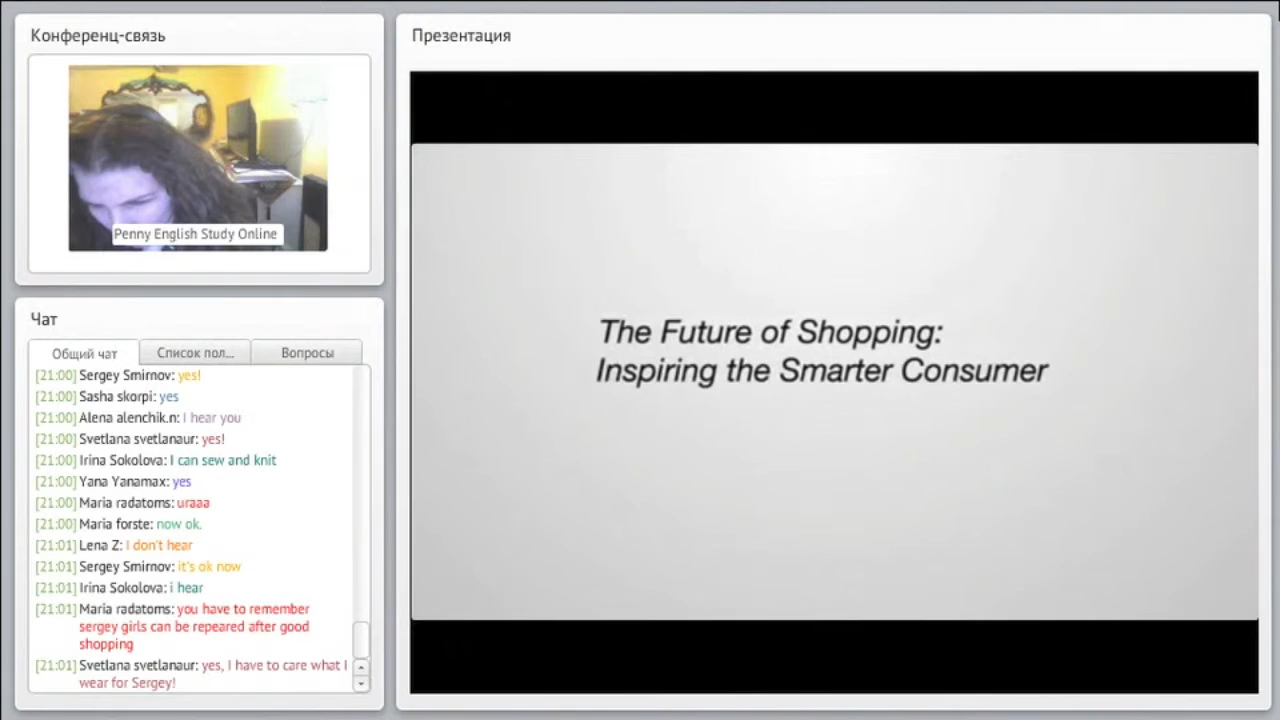 Конференц-связь
Penny English Study Online
Чат
Общий чат
Список пол...
Вопросы
[21:00] Sergey Smirnov: yes!
[21:00] Sasha skorpi: yes
[21:00] Alena alenchik.n: I hear you
[21:00] Svetlana svetlanaur: yes!
[21:00] Irina Sokolova: I can sew and knit
[21:00] Yana Yanamax: yes
[21:00] Maria radatoms: uraaa
[21:00] Maria forste: now ok.
[21:01] Lena Z: I don't hear
[21:01] Sergey Smirnov: it's ok now
[21:01] Irina Sokolova: i hear
[21:01] Maria radatoms: you have to remember
sergey girls can be repeared after good
shopping
[21:01] Svetlana svetlanaur: yes, I have to care what I
wear for Sergey!
Презентация
The Future of Shopping:
Inspiring the Smarter Consumer